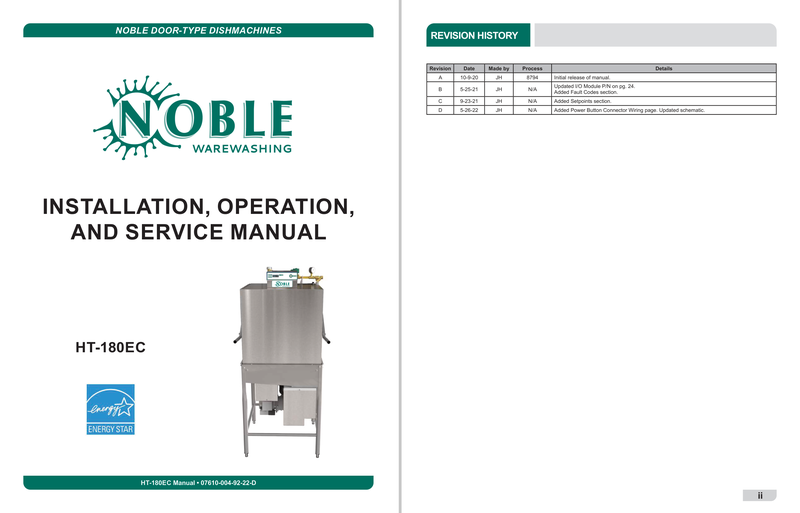 NOBLE DOOR-TYPE DISHMACHINES
NOBLE
WAREWASHING
INSTALLATION, OPERATION,
AND SERVICE MANUAL
NOBLE
HT-180EC
energy
ENERGY STAR
HT-180EC Manual • 07610-004-92-22-D
REVISION HISTORY
Revision Date Made by Process Details
A 10-9-20 JH 8794 Initial release of manual.
B 5-25-21 JH N/A Updated I/O Module P/N on pg. 24.
Added Fault Codes section.
C 9-23-21 JH N/A Added Setpoints section.
D 5-26-22 JH N/A Added Power Button Connector Wiring page. Updated schematic.
ii